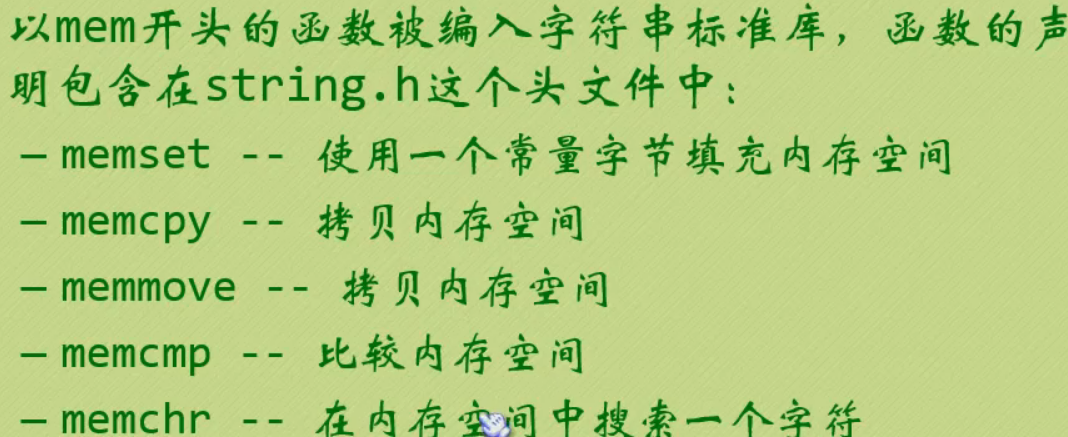 以mem开头的函数被编入字符串标准库，函数的声
明包含在string.h这个头文件中：
– memset -- 使用一个常量字节填充内存空间
– memcpy -- 拷贝内存空间
– memmove -- 拷贝内存空间
– memcmp -- 比较内存空间
– memchr -- 在内存空间中搜索一个字符